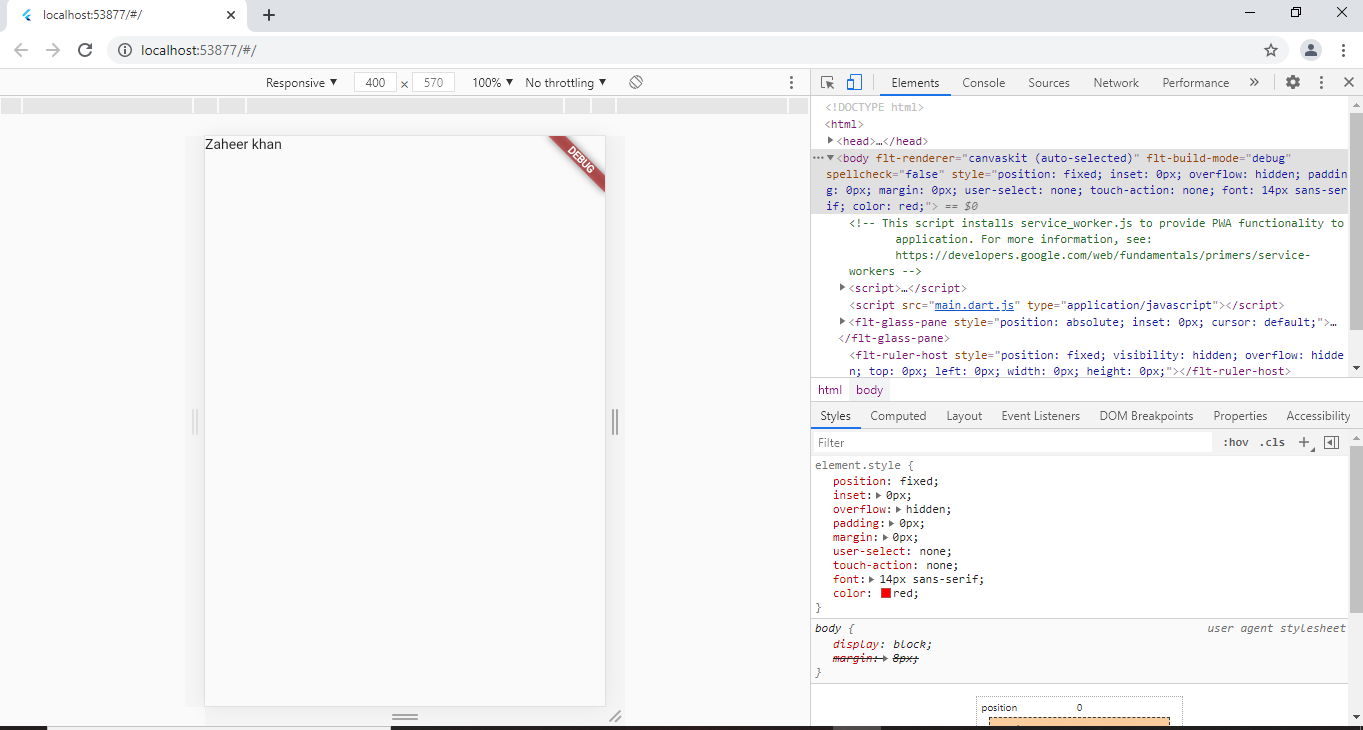 localhost:53877/#/
localhost:53877/#/
Responsive ▼ 400 × 570 100% ▼ No throttling ▼
Elements Console Sources Network Performance »
Zaheer khan
DEBUG
<!DOCTYPE html>
<html>
▶<head>…</head>
…▼<body flt-renderer="canvaskit (auto-selected)" flt-build-mode="debug"
spellcheck="false" style="position: fixed; inset: 0px; overflow: hidden; paddin
g: 0px; margin: 0px; user-select: none; touch-action: none; font: 14px sans-ser
if; color: red;"> == $0
<!-- This script installs service_worker.js to provide PWA functionality to
application. For more information, see:
https://developers.google.com/web/fundamentals/primers/service-
workers -->
▶<script>…</script>
<script src="main.dart.js" type="application/javascript"></script>
▶<flt-glass-pane style="position: absolute; inset: 0px; cursor: default;">…
</flt-glass-pane>
<flt-ruler-host style="position: fixed; visibility: hidden; overflow: hidde
n; top: 0px; left: 0px; width: 0px; height: 0px;"></flt-ruler-host>
html body
Styles Computed Layout Event Listeners DOM Breakpoints Properties Accessibility
Filter :hov .cls +
element.style {
position: fixed;
inset:▶ 0px;
overflow:▶ hidden;
padding:▶ 0px;
margin:▶ 0px;
user-select: none;
touch-action: none;
font:▶ 14px sans-serif;
color: red;
}
body { user agent stylesheet
display: block;
margin:▶ 8px;
}
position 0